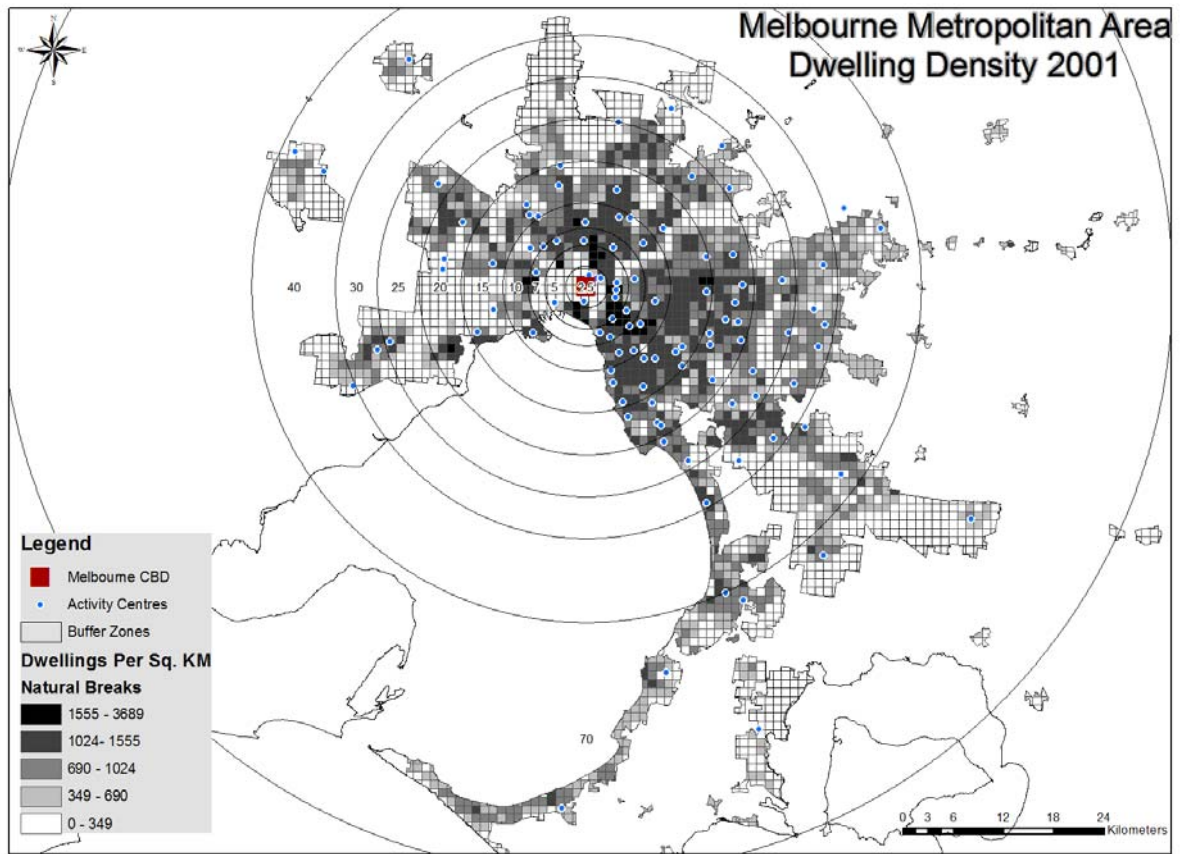 Melbourne Metropolitan Area
Dwelling Density 2001
N
W E
S
40 30 25 20 15 10 7 5 2.5
70
Legend
Melbourne CBD
Activity Centres
Buffer Zones
Dwellings Per Sq. KM
Natural Breaks
1555 - 3689
1024- 1555
690 - 1024
349 - 690
0 - 349
0 3 6 12 18 24
Kilometers